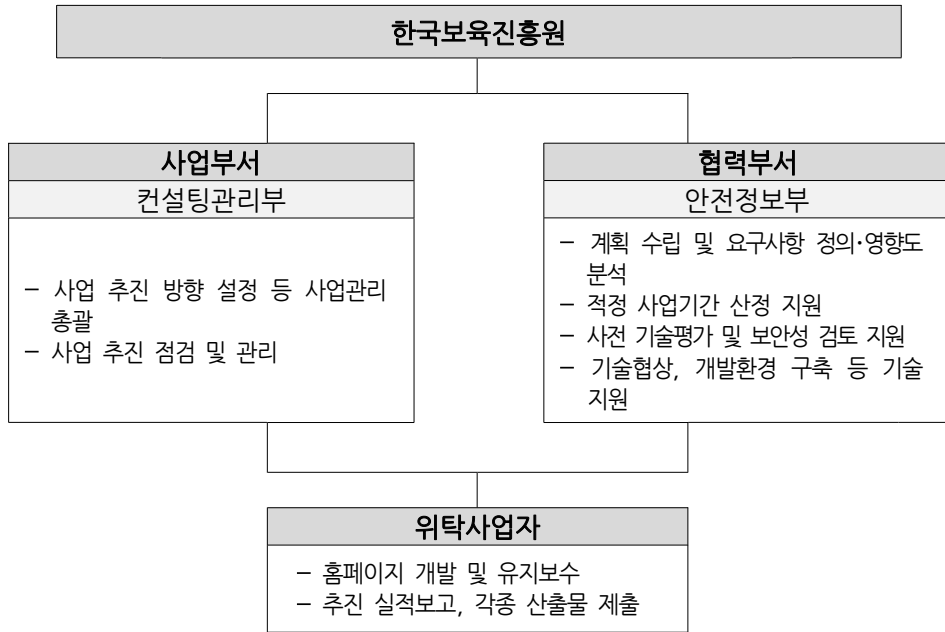 한국보육진흥원
사업부서
컨설팅관리부
– 사업 추진 방향 설정 등 사업관리
총괄
– 사업 추진 점검 및 관리
협력부서
안전정보부
– 계획 수립 및 요구사항 정의·영향도
분석
– 적정 사업기간 산정 지원
– 사전 기술평가 및 보안성 검토 지원
– 기술협상, 개발환경 구축 등 기술
지원
위탁사업자
– 홈페이지 개발 및 유지보수
– 추진 실적보고, 각종 산출물 제출